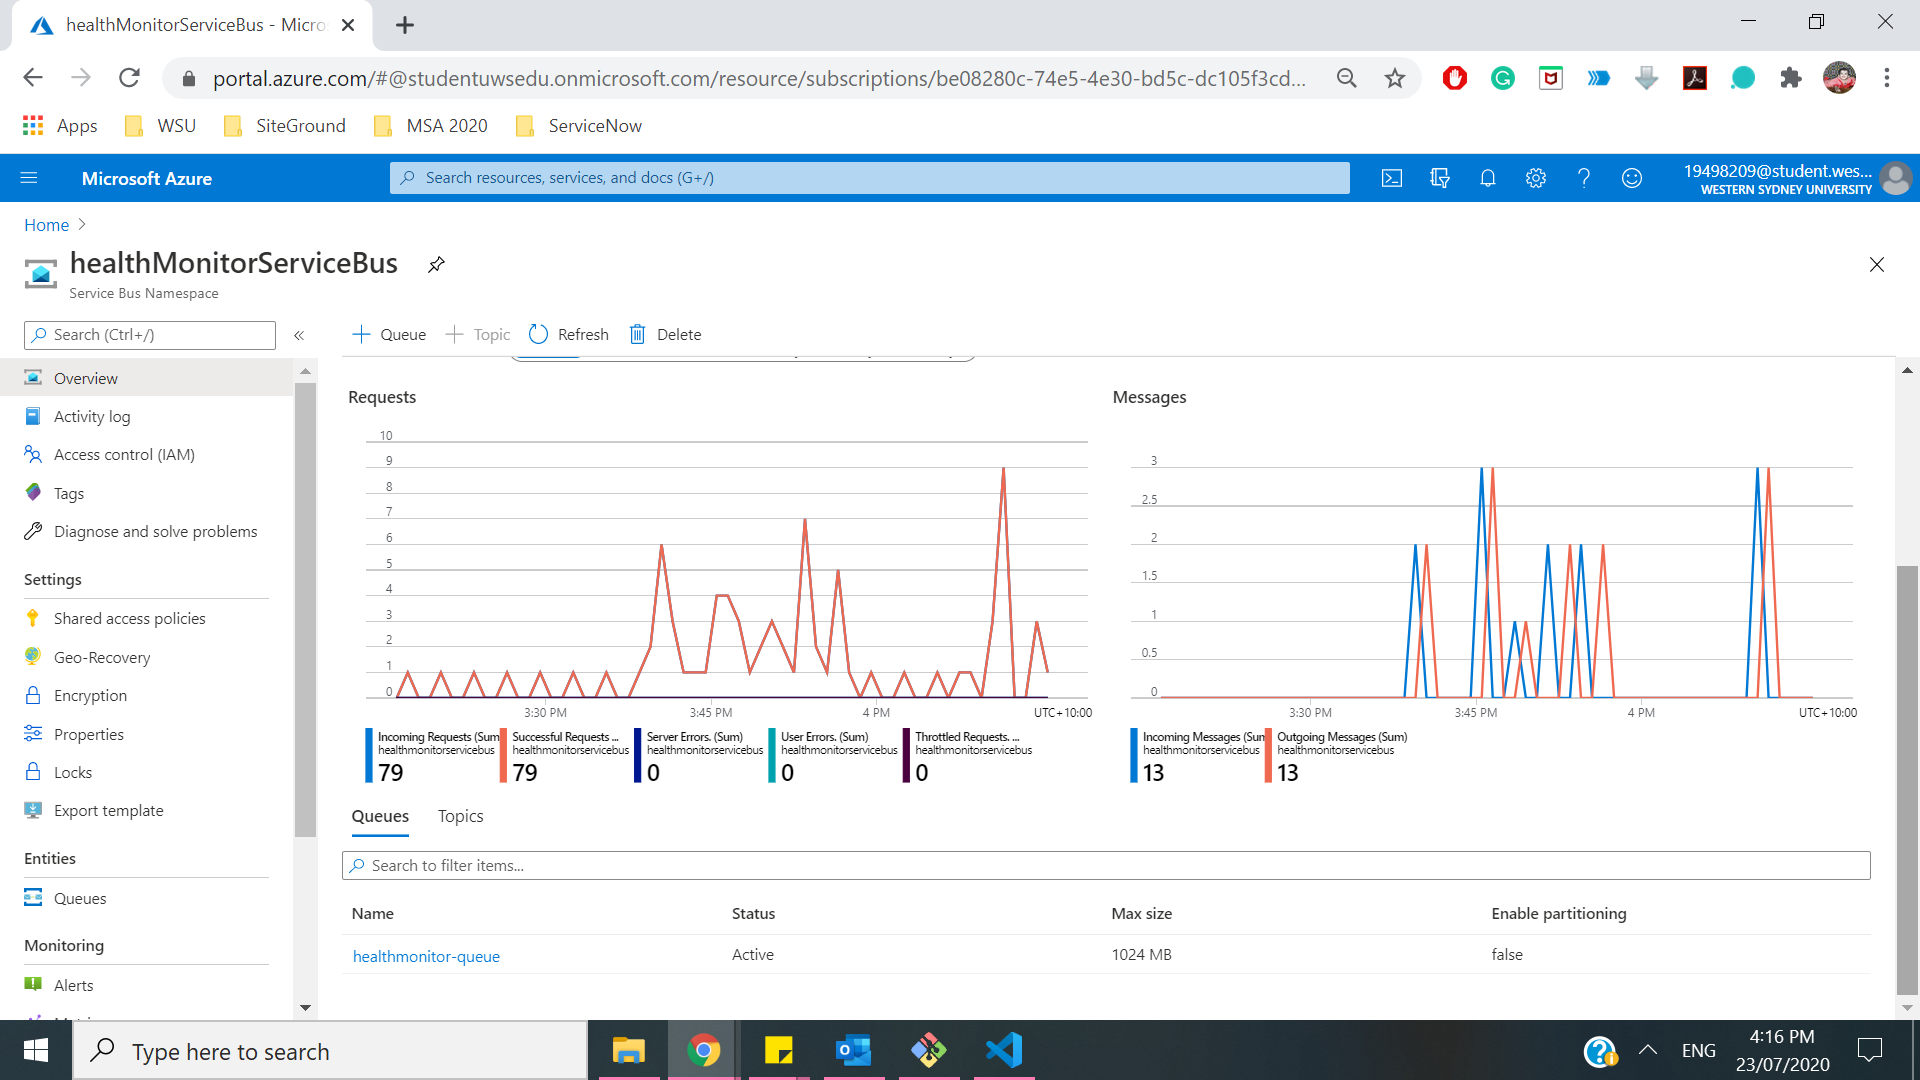 healthMonitorServiceBus - Micro
portal.azure.com/#@studentuwsedu.onmicrosoft.com/resource/subscriptions/be08280c-74e5-4e30-bd5c-dc105f3cd...
Apps WSU SiteGround MSA 2020 ServiceNow
Microsoft Azure
Search resources, services, and docs (G+/)
19498209@student.wes...
WESTERN SYDNEY UNIVERSITY
Home
healthMonitorServiceBus
Service Bus Namespace
Search (Ctrl+/)
Queue Topic Refresh Delete
Overview
Activity log
Access control (IAM)
Tags
Diagnose and solve problems
Settings
Shared access policies
Geo-Recovery
Encryption
Properties
Locks
Export template
Entities
Queues
Monitoring
Alerts
Requests
10
9
8
7
6
5
4
3
2
1
0
3:30 PM 3:45 PM 4 PM UTC+10:00
Incoming Requests (Sum
healthmonitorservicebus
79
Successful Requests ...
healthmonitorservicebus
79
Server Errors. (Sum)
healthmonitorservicebus
0
User Errors. (Sum)
healthmonitorservicebus
0
Throttled Requests. ...
healthmonitorservicebus
0
Messages
3
2.5
2
1.5
1
0.5
0
3:30 PM 3:45 PM 4 PM UTC+10:00
Incoming Messages (Sum
healthmonitorservicebus
13
Outgoing Messages (Sum)
healthmonitorservicebus
13
Queues Topics
Search to filter items...
Name Status Max size Enable partitioning
healthmonitor-queue Active 1024 MB false
Type here to search
ENG
4:16 PM
23/07/2020